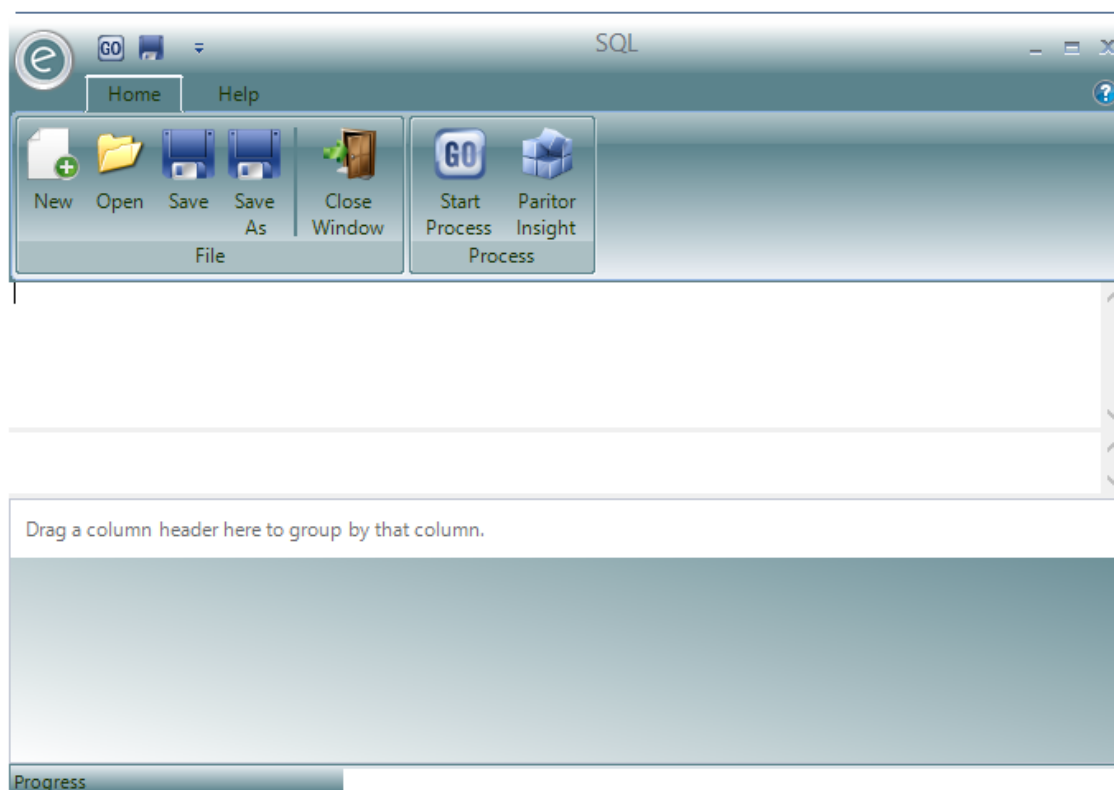 SQL
e GO
Home Help
New Open Save Save As Close Window
File
GO
Start Process Paritor Insight
Process
Drag a column header here to group by that column.
Progress